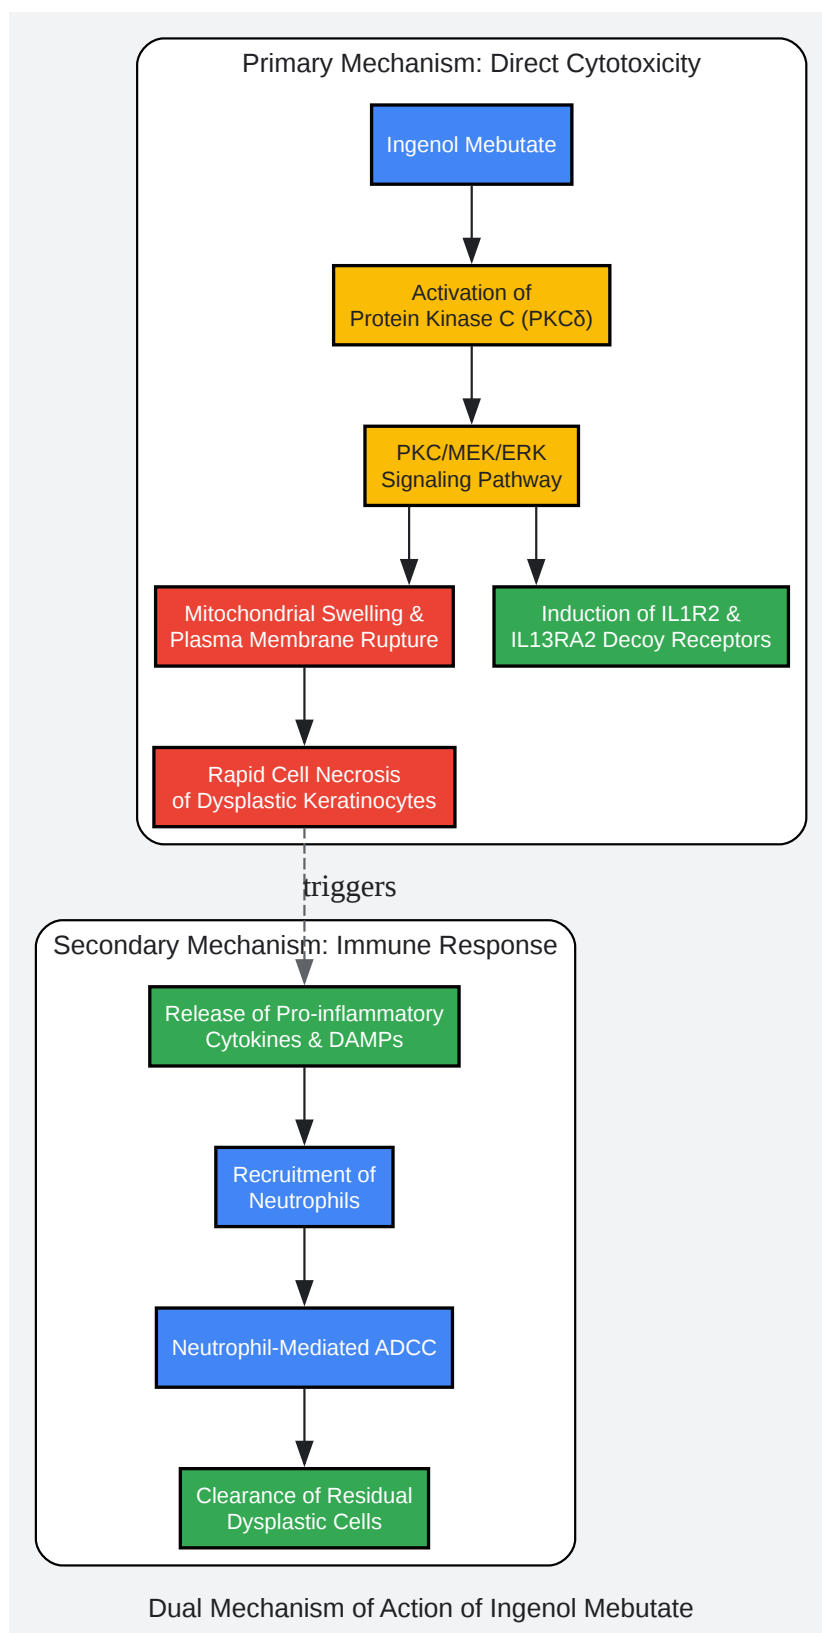 Primary Mechanism: Direct Cytotoxicity
Ingenol Mebutate
Activation of
Protein Kinase C (PKCδ)
PKC/MEK/ERK
Signaling Pathway
Mitochondrial Swelling &
Plasma Membrane Rupture
Induction of IL1R2 &
IL13RA2 Decoy Receptors
Rapid Cell Necrosis
of Dysplastic Keratinocytes
triggers
Secondary Mechanism: Immune Response
Release of Pro-inflammatory
Cytokines & DAMPs
Recruitment of
Neutrophils
Neutrophil-Mediated ADCC
Clearance of Residual
Dysplastic Cells
Dual Mechanism of Action of Ingenol Mebutate